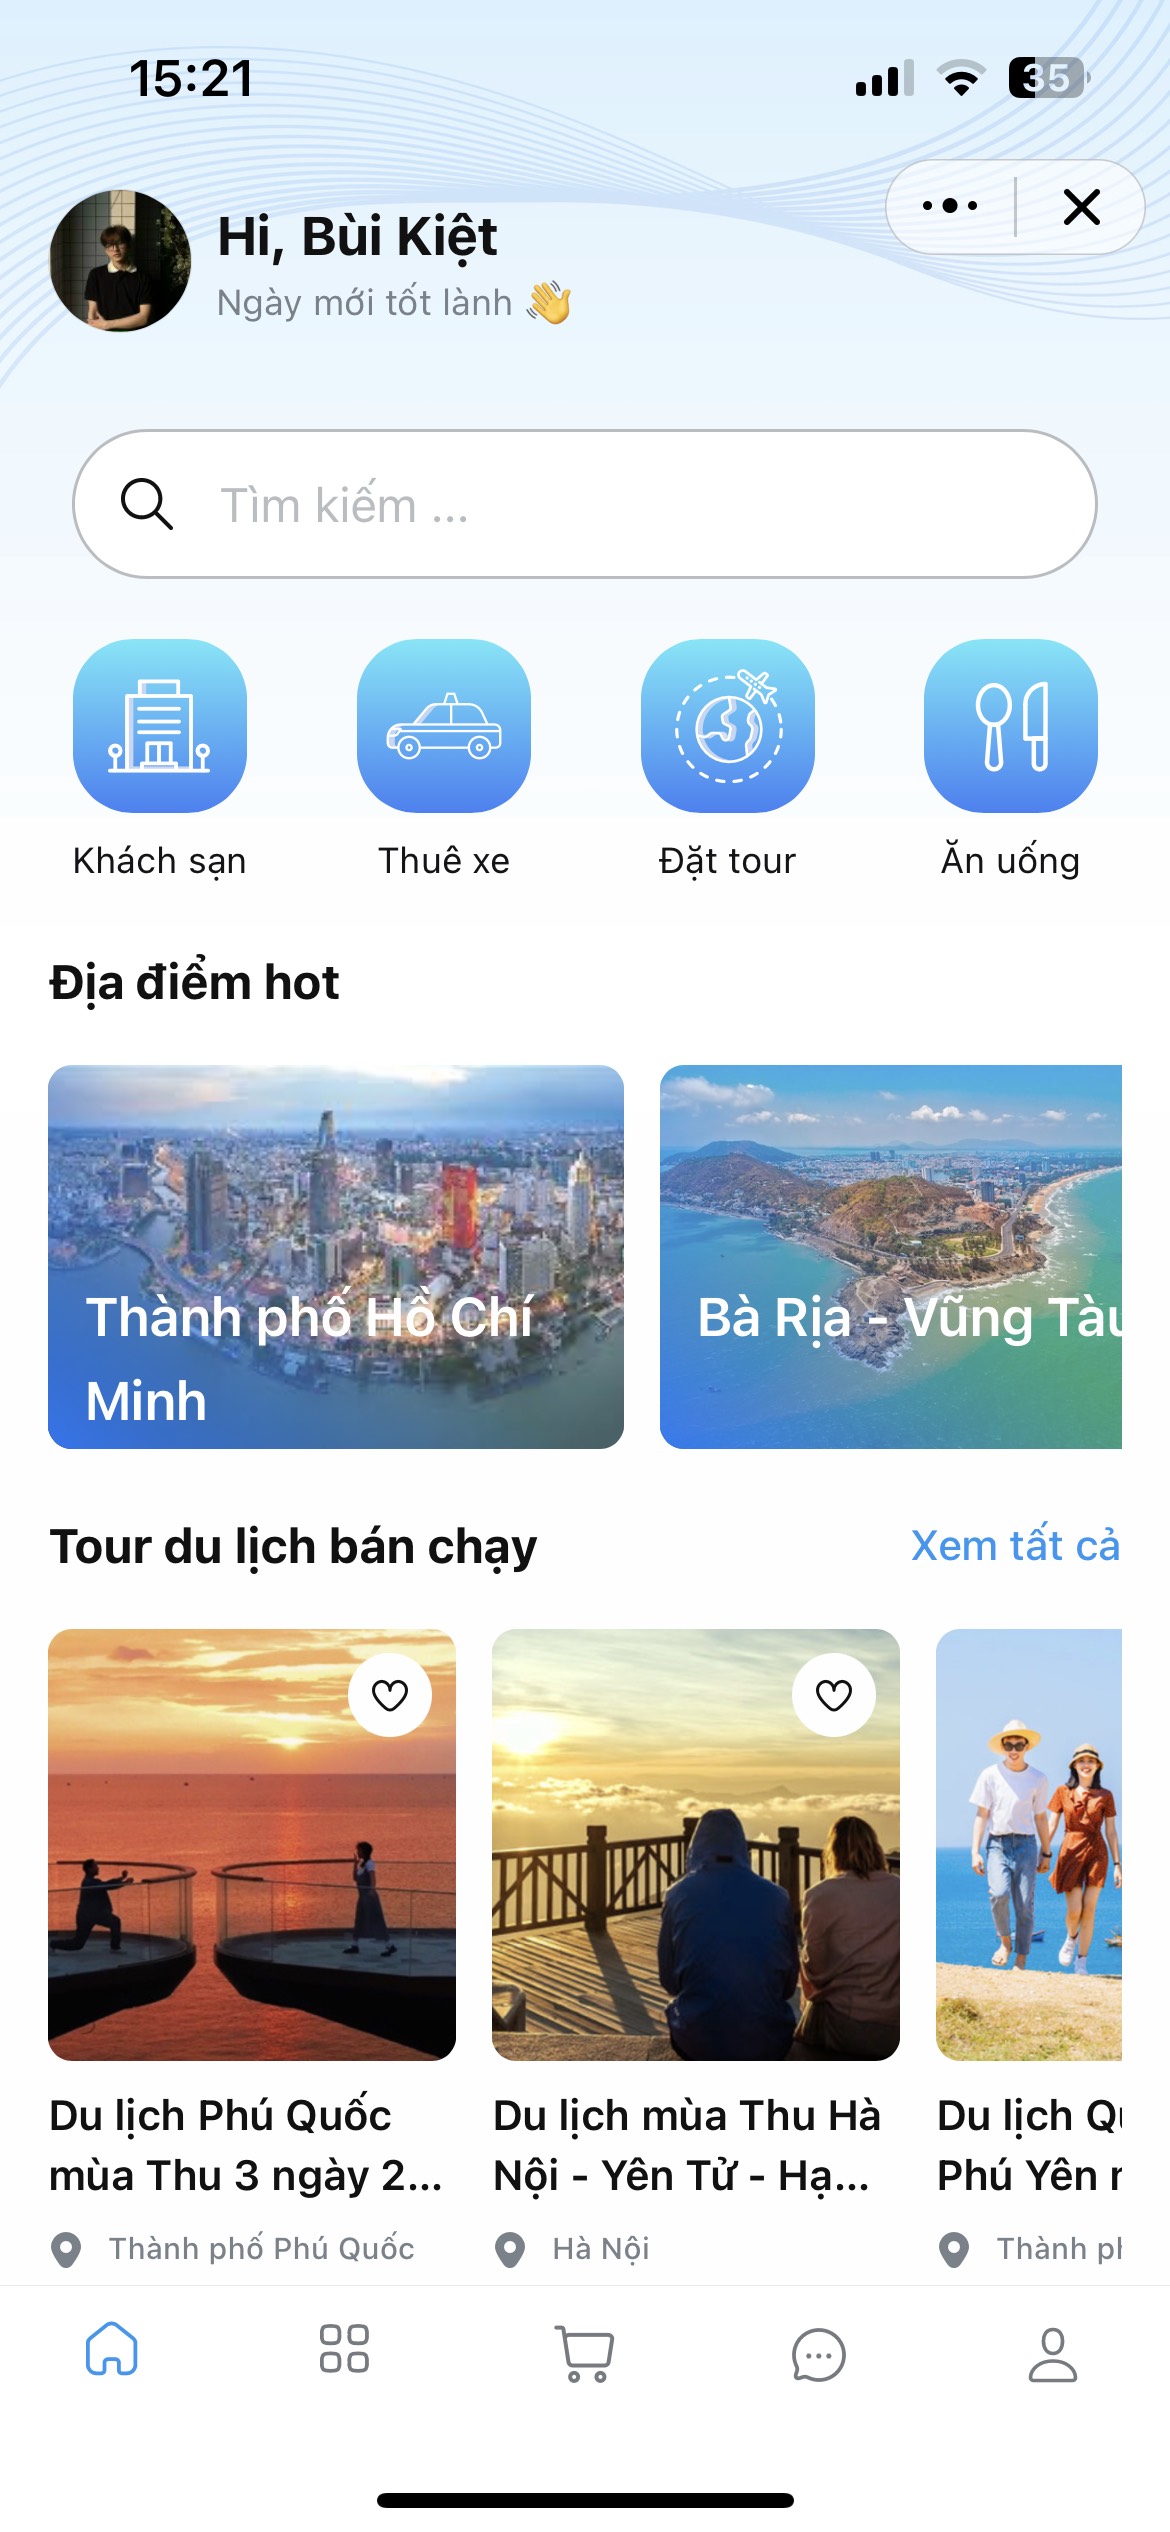 15:21
35
Hi, Bùi Kiệt
Ngày mới tốt lành 👋
Tìm kiếm ...
Khách sạn
Thuê xe
Đặt tour
Ăn uống
Địa điểm hot
Thành phố Hồ Chí
Minh
Bà Rịa - Vũng Tàu
Tour du lịch bán chạy
Xem tất cả
Du lịch Phú Quốc
mùa Thu 3 ngày 2...
Thành phố Phú Quốc
Du lịch mùa Thu Hà
Nội - Yên Tử - Hạ...
Hà Nội
Du lịch
Phú Yên
Thành